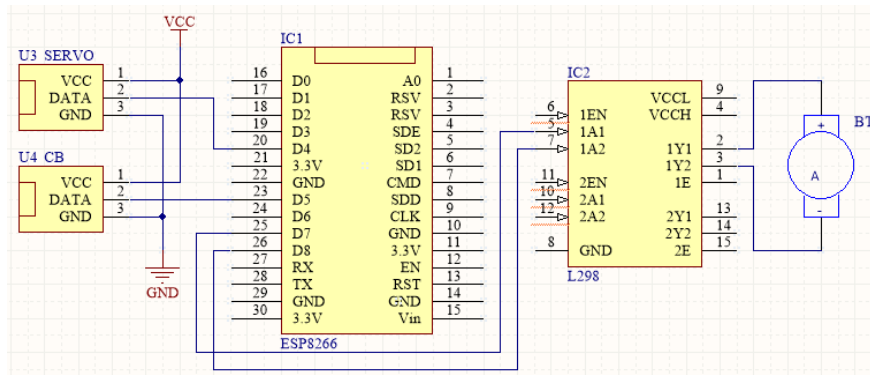 VCC
U3 SERVO
VCC 1
DATA 2
GND 3
U4 CB
VCC 1
DATA 2
GND 3
GND
IC1
16 D0 A0 1
17 D1 RSV 2
18 D2 RSV 3
19 D3 SDE 4
20 D4 SD2 5
21 3.3V SD1 6
22 GND CMD 7
23 D5 SDD 8
24 D6 CLK 9
25 D7 GND 10
26 D8 3.3V 11
27 RX EN 12
28 TX RST 13
29 GND GND 14
30 3.3V Vin 15
ESP8266
IC2
VCCL 9
6 1EN VCCH 4
5 1A1
7 1A2 1Y1 2
1Y2 3
11 2EN 1E 1
10 2A1
12 2A2 2Y1 13
2Y2 14
8 GND 2E 15
L298
BT
+
A
-